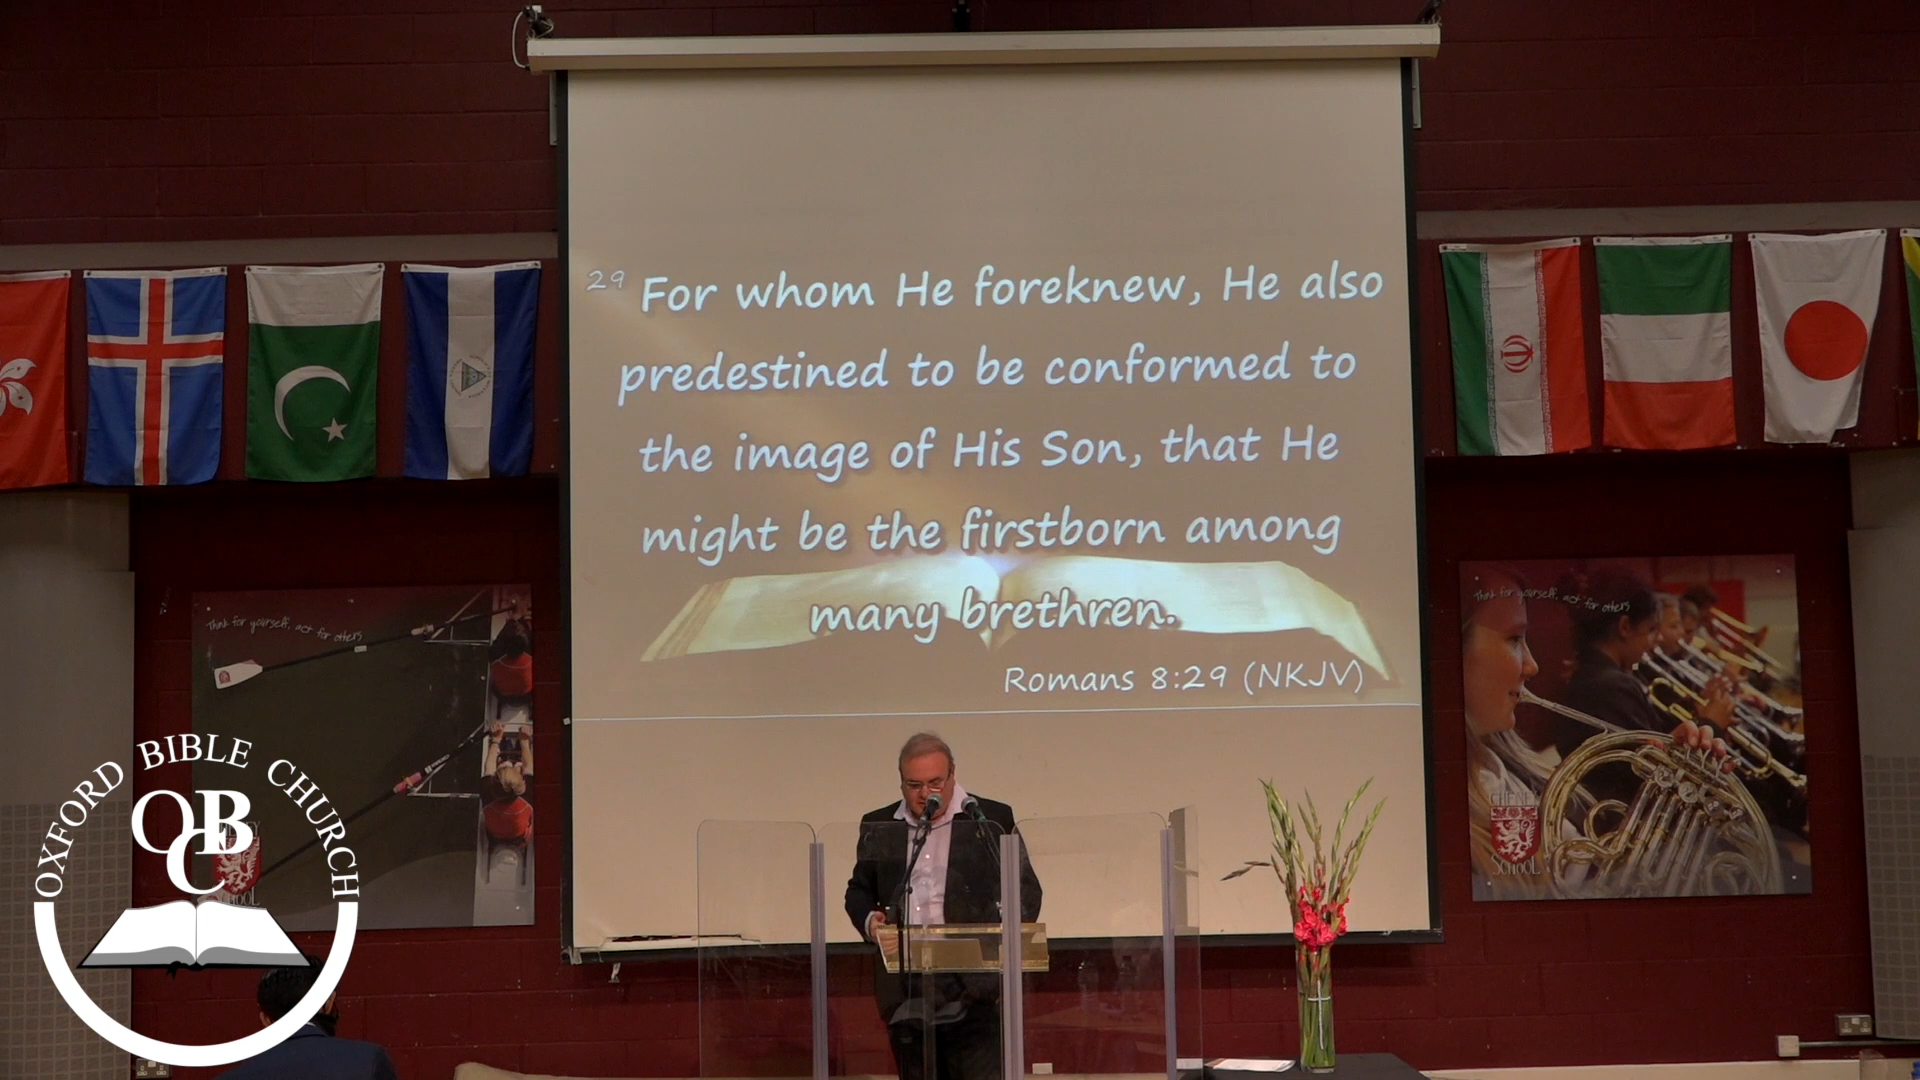 29 For whom He foreknew, He also
predestined to be conformed to
the image of His Son, that He
might be the firstborn among
many brethren.
Romans 8:29 (NKJV)
Think for yourself, act for others
Think for yourself, act for others
OXFORD BIBLE CHURCH
OCB
SCHOOL